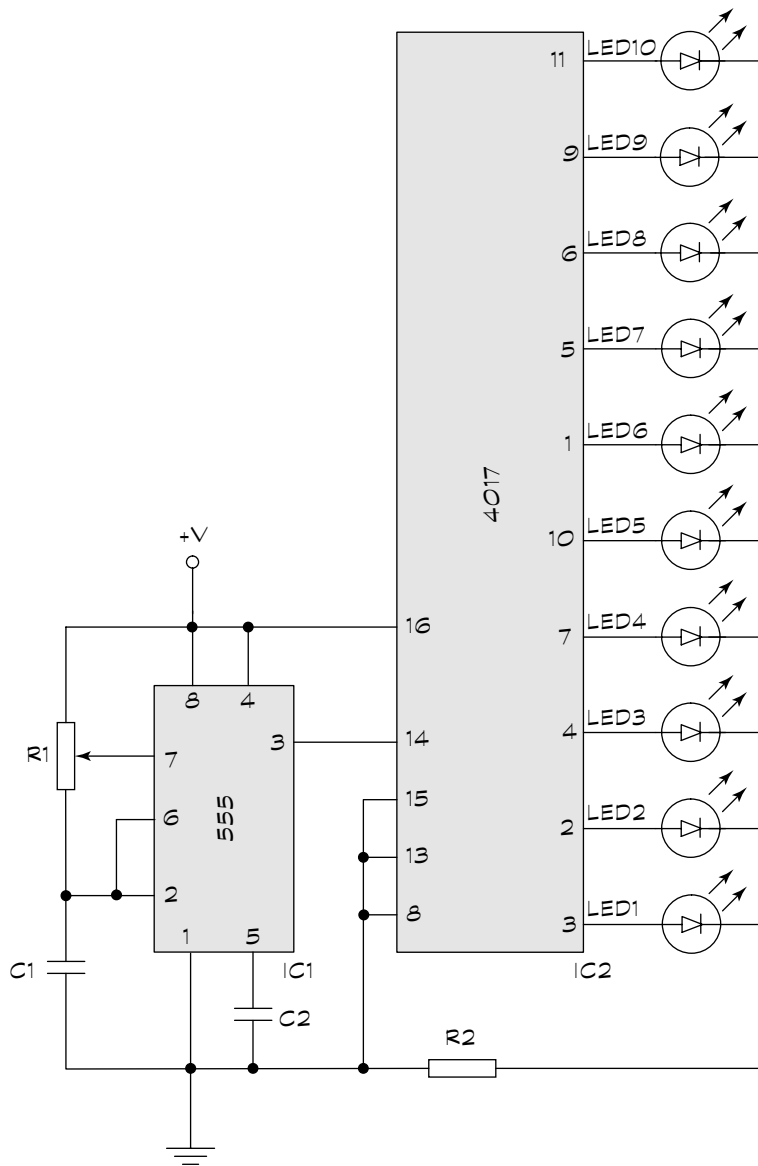 11 LED10
9 LED9
6 LED8
5 LED7
1 LED6
4017
10 LED5
+V
16
7 LED4
8 4
3 14
4 LED3
R1
7
15
6
555
13
2 LED2
2
8
1 5
3 LED1
C1
IC1
IC2
C2
R2